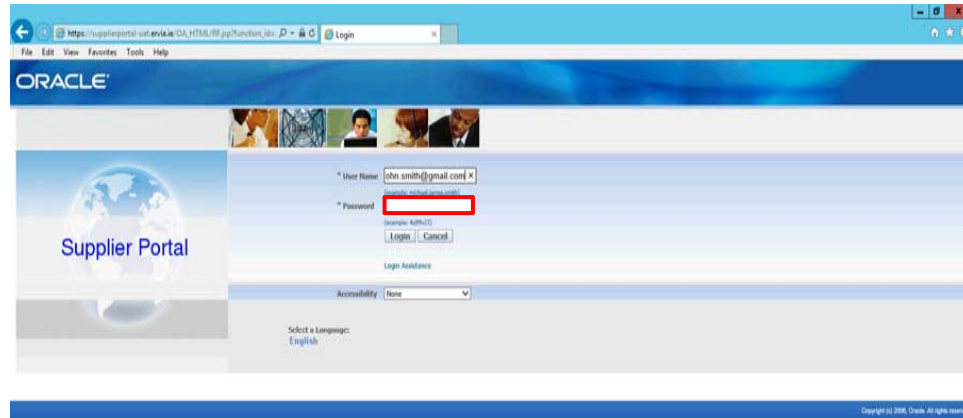 https://supplierportal-uat.ervia.ie/OA_HTML/RF.jsp?function_id=
Login
File Edit View Favorites Tools Help
ORACLE
* User Name ohn.smith@gmail.com ×
(example: michael.james.smith)
* Password
(example: 4u99v23)
Login Cancel
Supplier Portal
Login Assistance
Accessibility None
Select a Language:
English
Copyright (c) 2006, Oracle. All rights